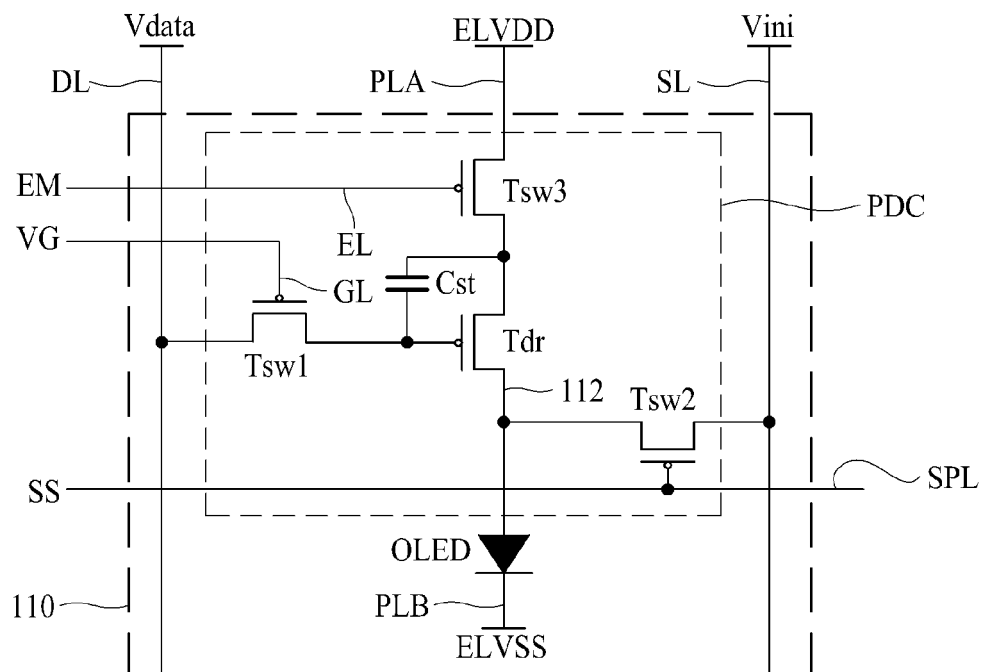 Vdata
ELVDD
Vini
DL
PLA
SL
EM
Tsw3
PDC
VG
EL
GL
Cst
Tsw1
Tdr
112
Tsw2
SS
SPL
OLED
110
PLB
ELVSS